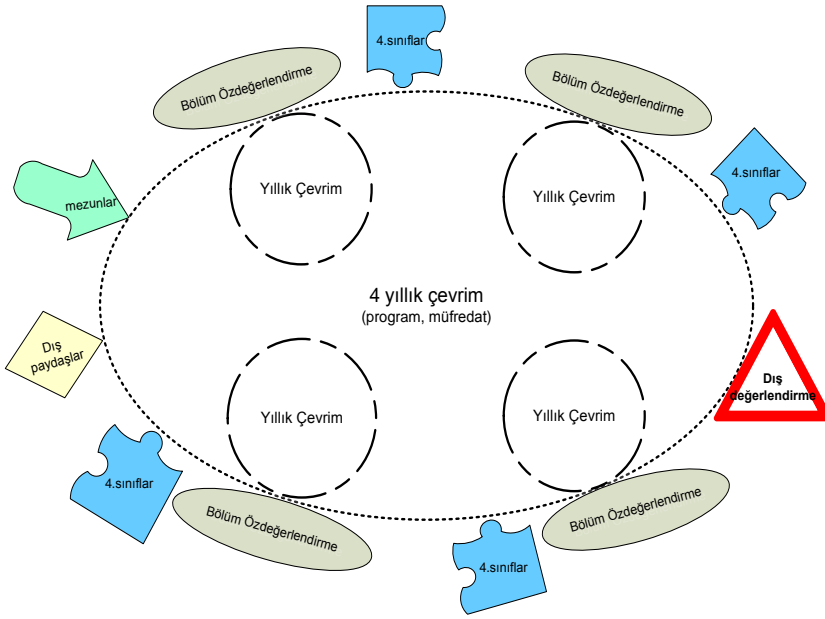 4.sınıflar
Bölüm Özdeğerlendirme
Bölüm Özdeğerlendirme
4.sınıflar
mezunlar
Yıllık Çevrim
Yıllık Çevrim
4 yıllık çevrim
(program, müfredat)
Dış
paydaşlar
Dış
değerlendirme
Yıllık Çevrim
Yıllık Çevrim
4.sınıflar
Bölüm Özdeğerlendirme
Bölüm Özdeğerlendirme
4.sınıflar